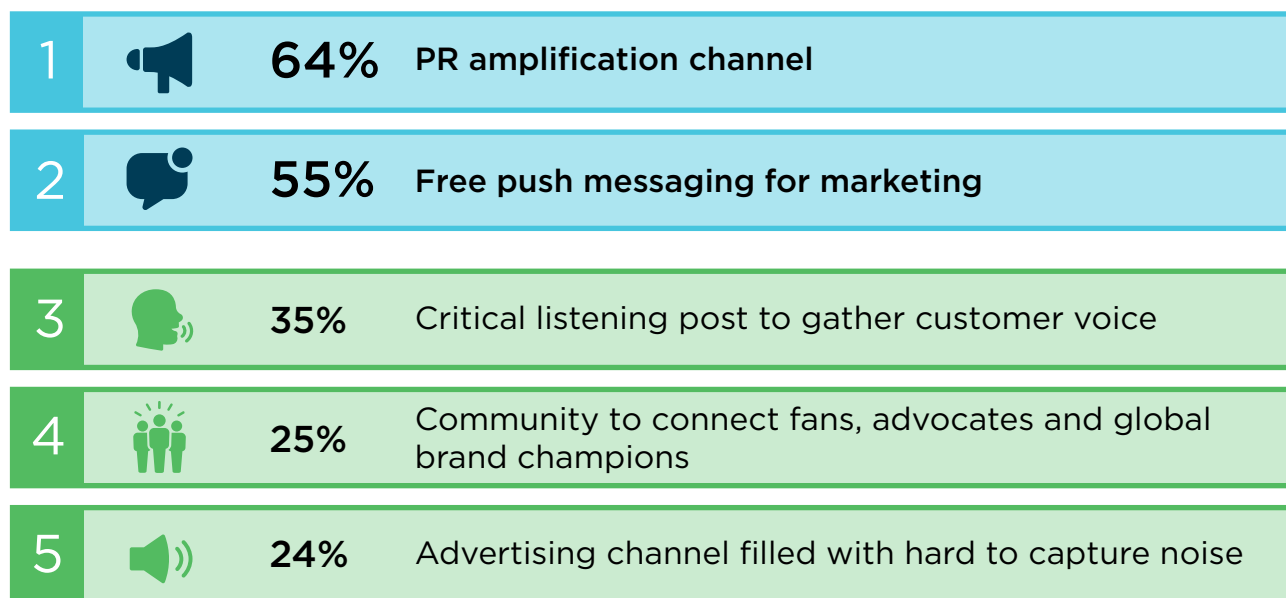 1 64% PR amplification channel
2 55% Free push messaging for marketing
3 35% Critical listening post to gather customer voice
4 25% Community to connect fans, advocates and global
brand champions
5 24% Advertising channel filled with hard to capture noise